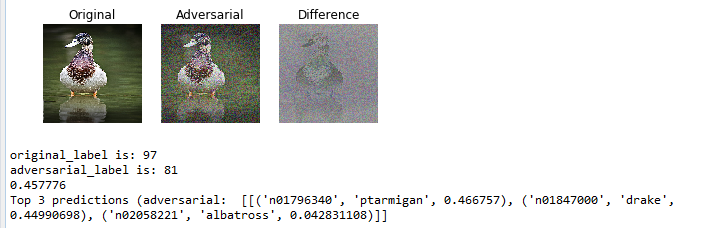 Original Adversarial Difference
original_label is: 97
adversarial_label is: 81
0.457776
Top 3 predictions (adversarial:  [[('n01796340', 'ptarmigan', 0.466757), ('n01847000', 'drake',
0.44990698), ('n02058221', 'albatross', 0.042831108)]]